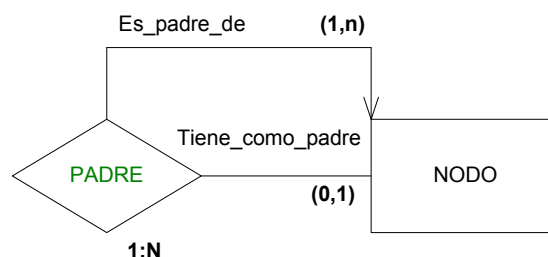 Es_padre_de (1,n)
Tiene_como_padre
PADRE
NODO
(0,1)
1:N